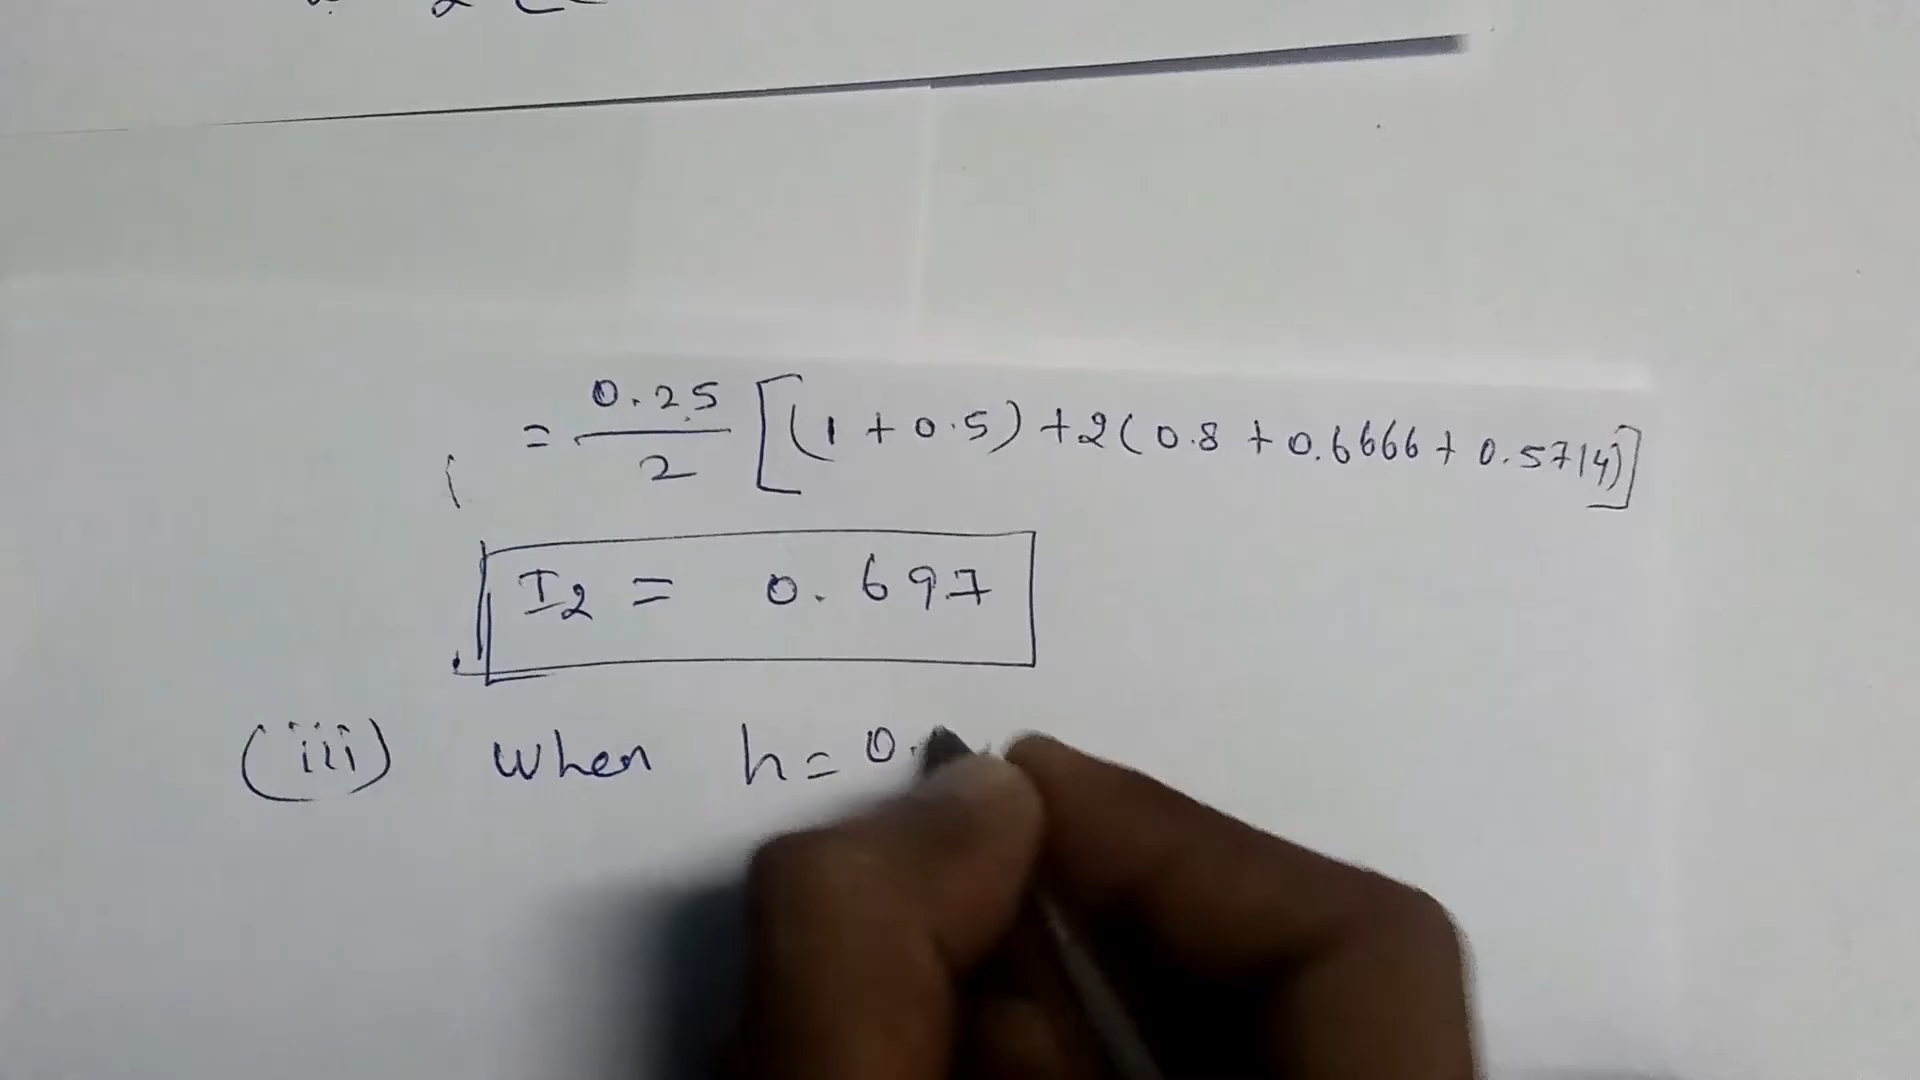 = 0.25/2 [(1 + 0.5) + 2(0.8 + 0.6666 + 0.5714)]
I2 = 0.697
(iii) when h = 0.